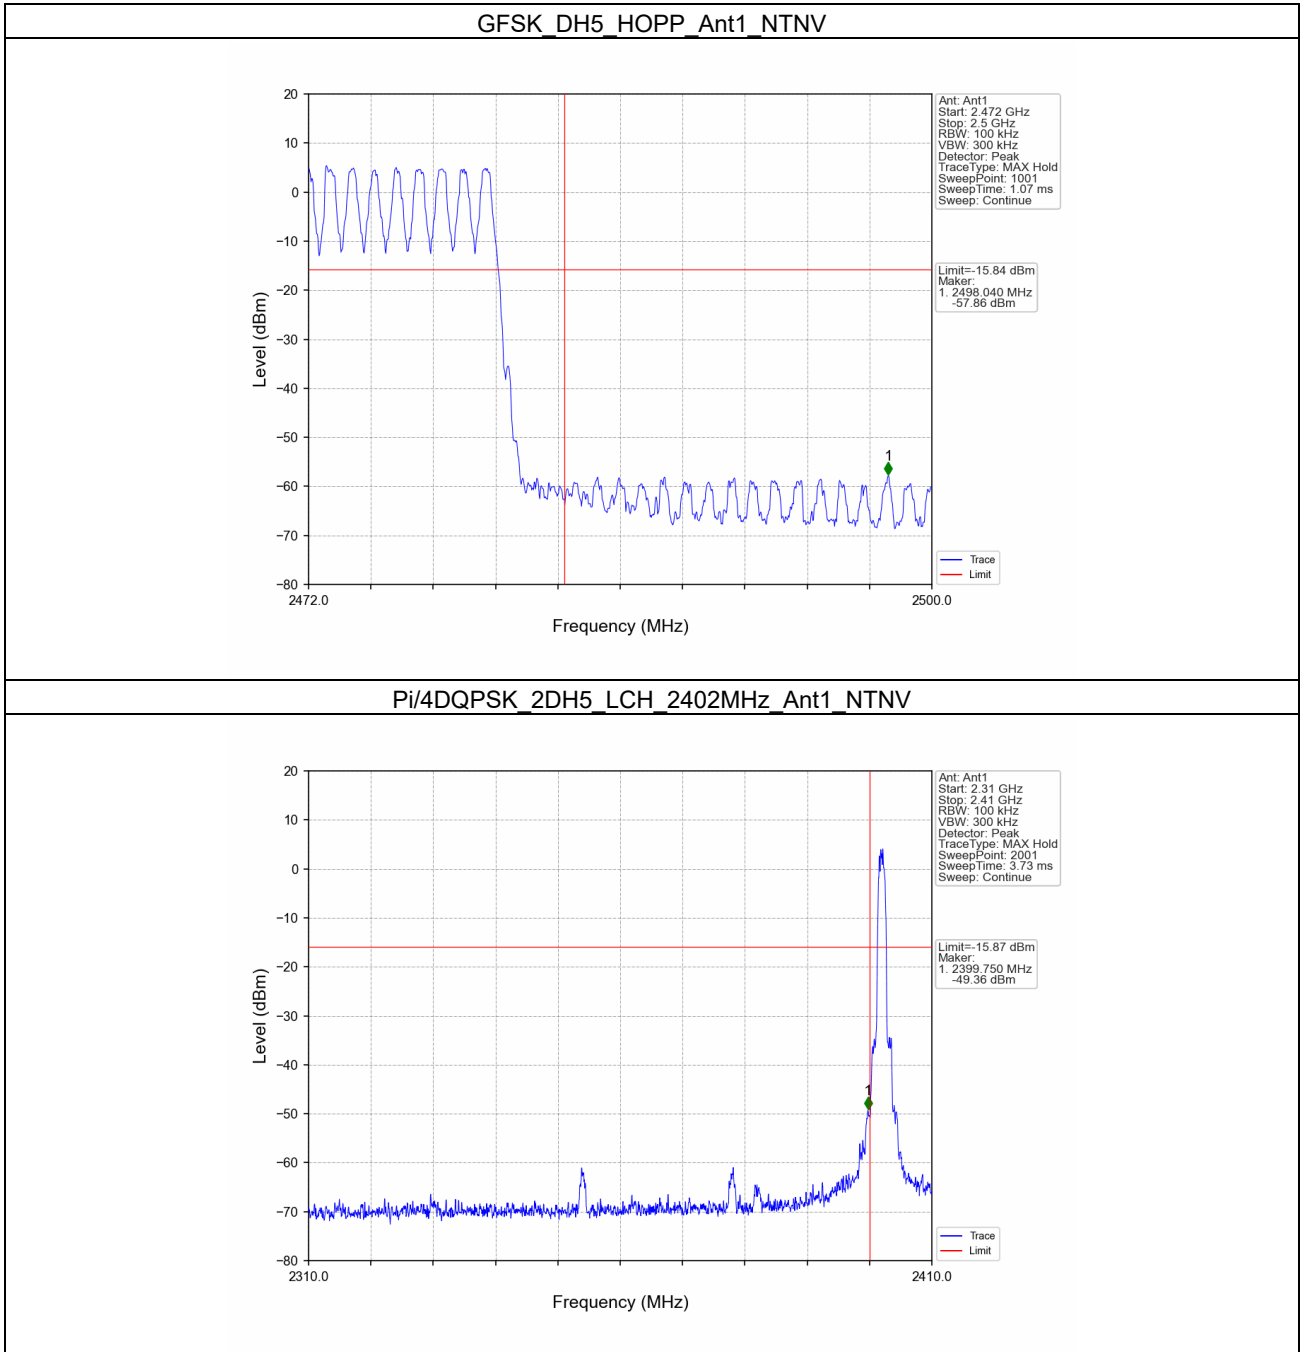 GFSK_DH5_HOPP_Ant1_NTNV
Ant: Ant1
Start: 2.472 GHz
Stop: 2.5 GHz
RBW: 100 kHz
VBW: 300 kHz
Detector: Peak
TraceType: MAX Hold
SweepPoint: 1001
SweepTime: 1.07 ms
Sweep: Continue
Limit=-15.84 dBm
Maker:
1. 2498.040 MHz
-57.86 dBm
20
10
0
−10
−20
−30
−40
−50
−60
−70
−80
Level (dBm)
1
Trace
Limit
2472.0
2500.0
Frequency (MHz)
Pi/4DQPSK_2DH5_LCH_2402MHz_Ant1_NTNV
Ant: Ant1
Start: 2.31 GHz
Stop: 2.41 GHz
RBW: 100 kHz
VBW: 300 kHz
Detector: Peak
TraceType: MAX Hold
SweepPoint: 2001
SweepTime: 3.73 ms
Sweep: Continue
Limit=-15.87 dBm
Maker:
1. 2399.750 MHz
-49.36 dBm
20
10
0
−10
−20
−30
−40
−50
−60
−70
−80
Level (dBm)
1
Trace
Limit
2310.0
2410.0
Frequency (MHz)